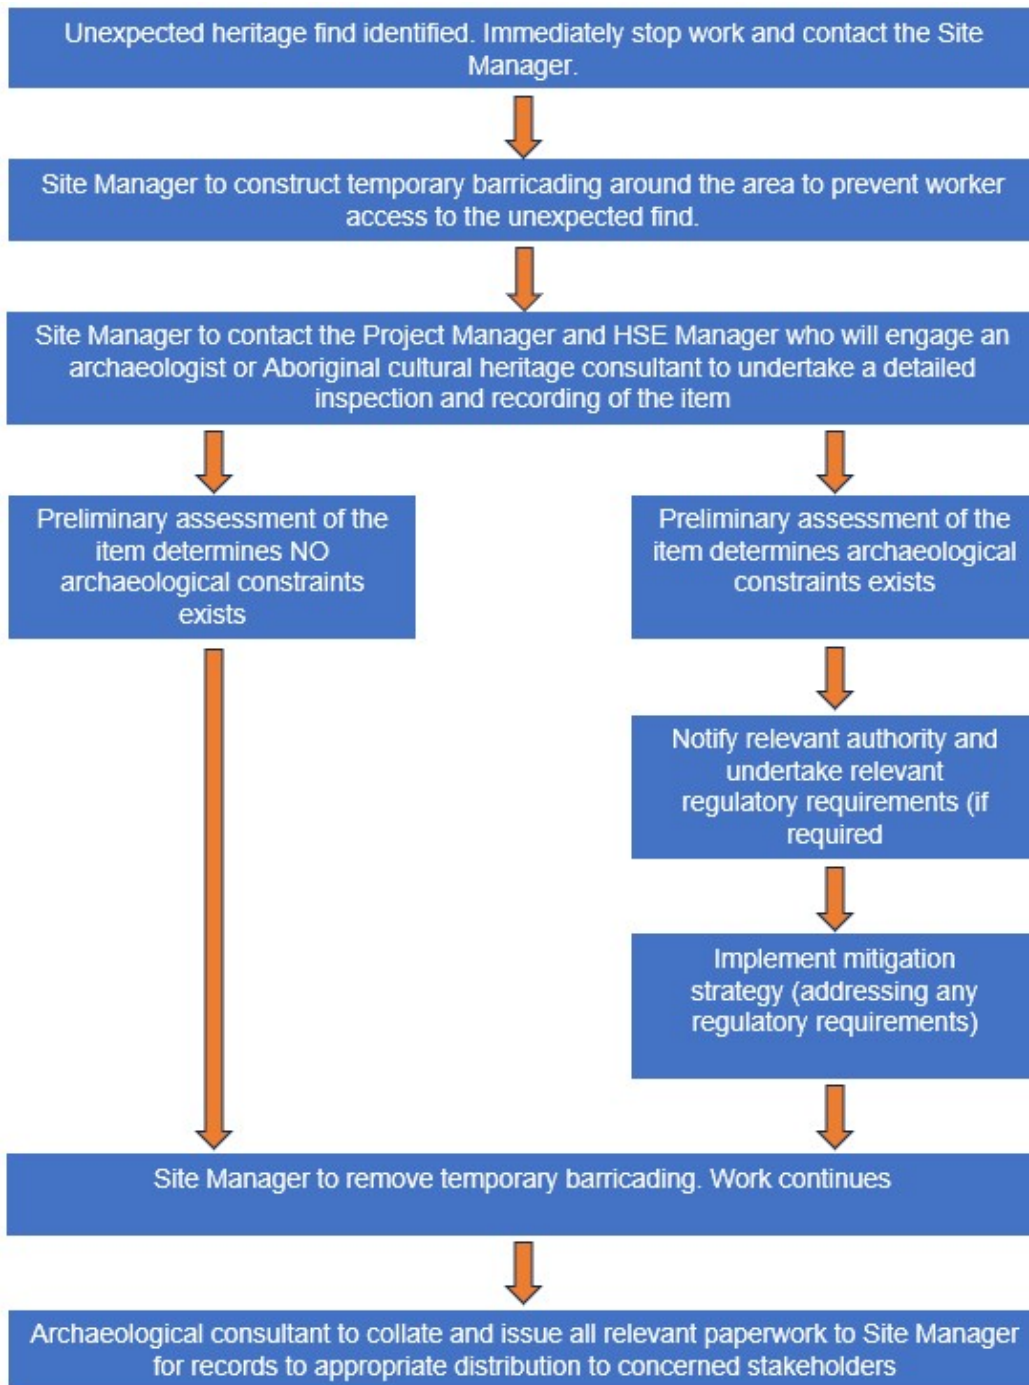 Unexpected heritage find identified. Immediately stop work and contact the Site
Manager.
Site Manager to construct temporary barricading around the area to prevent worker
access to the unexpected find.
Site Manager to contact the Project Manager and HSE Manager who will engage an
archaeologist or Aboriginal cultural heritage consultant to undertake a detailed
inspection and recording of the item
Preliminary assessment of the
item determines NO
archaeological constraints
exists
Preliminary assessment of the
item determines archaeological
constraints exists
Notify relevant authority and
undertake relevant
regulatory requirements (if
required
Implement mitigation
strategy (addressing any
regulatory requirements)
Site Manager to remove temporary barricading. Work continues
Archaeological consultant to collate and issue all relevant paperwork to Site Manager
for records to appropriate distribution to concerned stakeholders